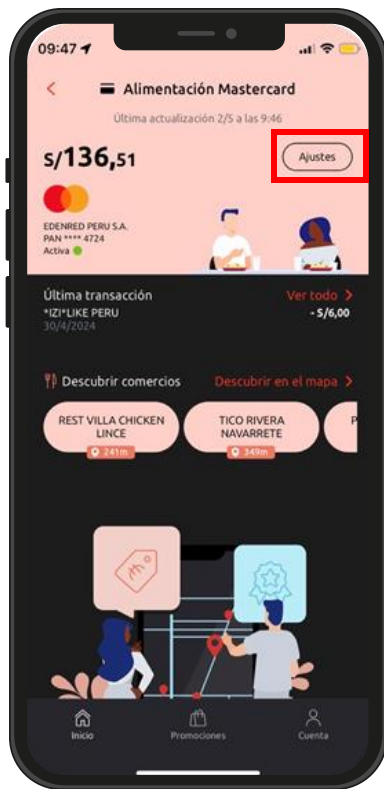 09:47
Alimentación Mastercard
Última actualización 2/5 a las 9:46
S/136,51
Ajustes
EDENRED PERU S.A.
PAN **** 4724
Activa
Última transacción
Ver todo
*IZI*LIKE PERU
- S/6,00
30/4/2024
Descubrir comercios
Descubrir en el mapa
REST VILLA CHICKEN
LINCE
241m
TICO RIVERA
NAVARRETE
349m
P
Inicio
Promociones
Cuenta